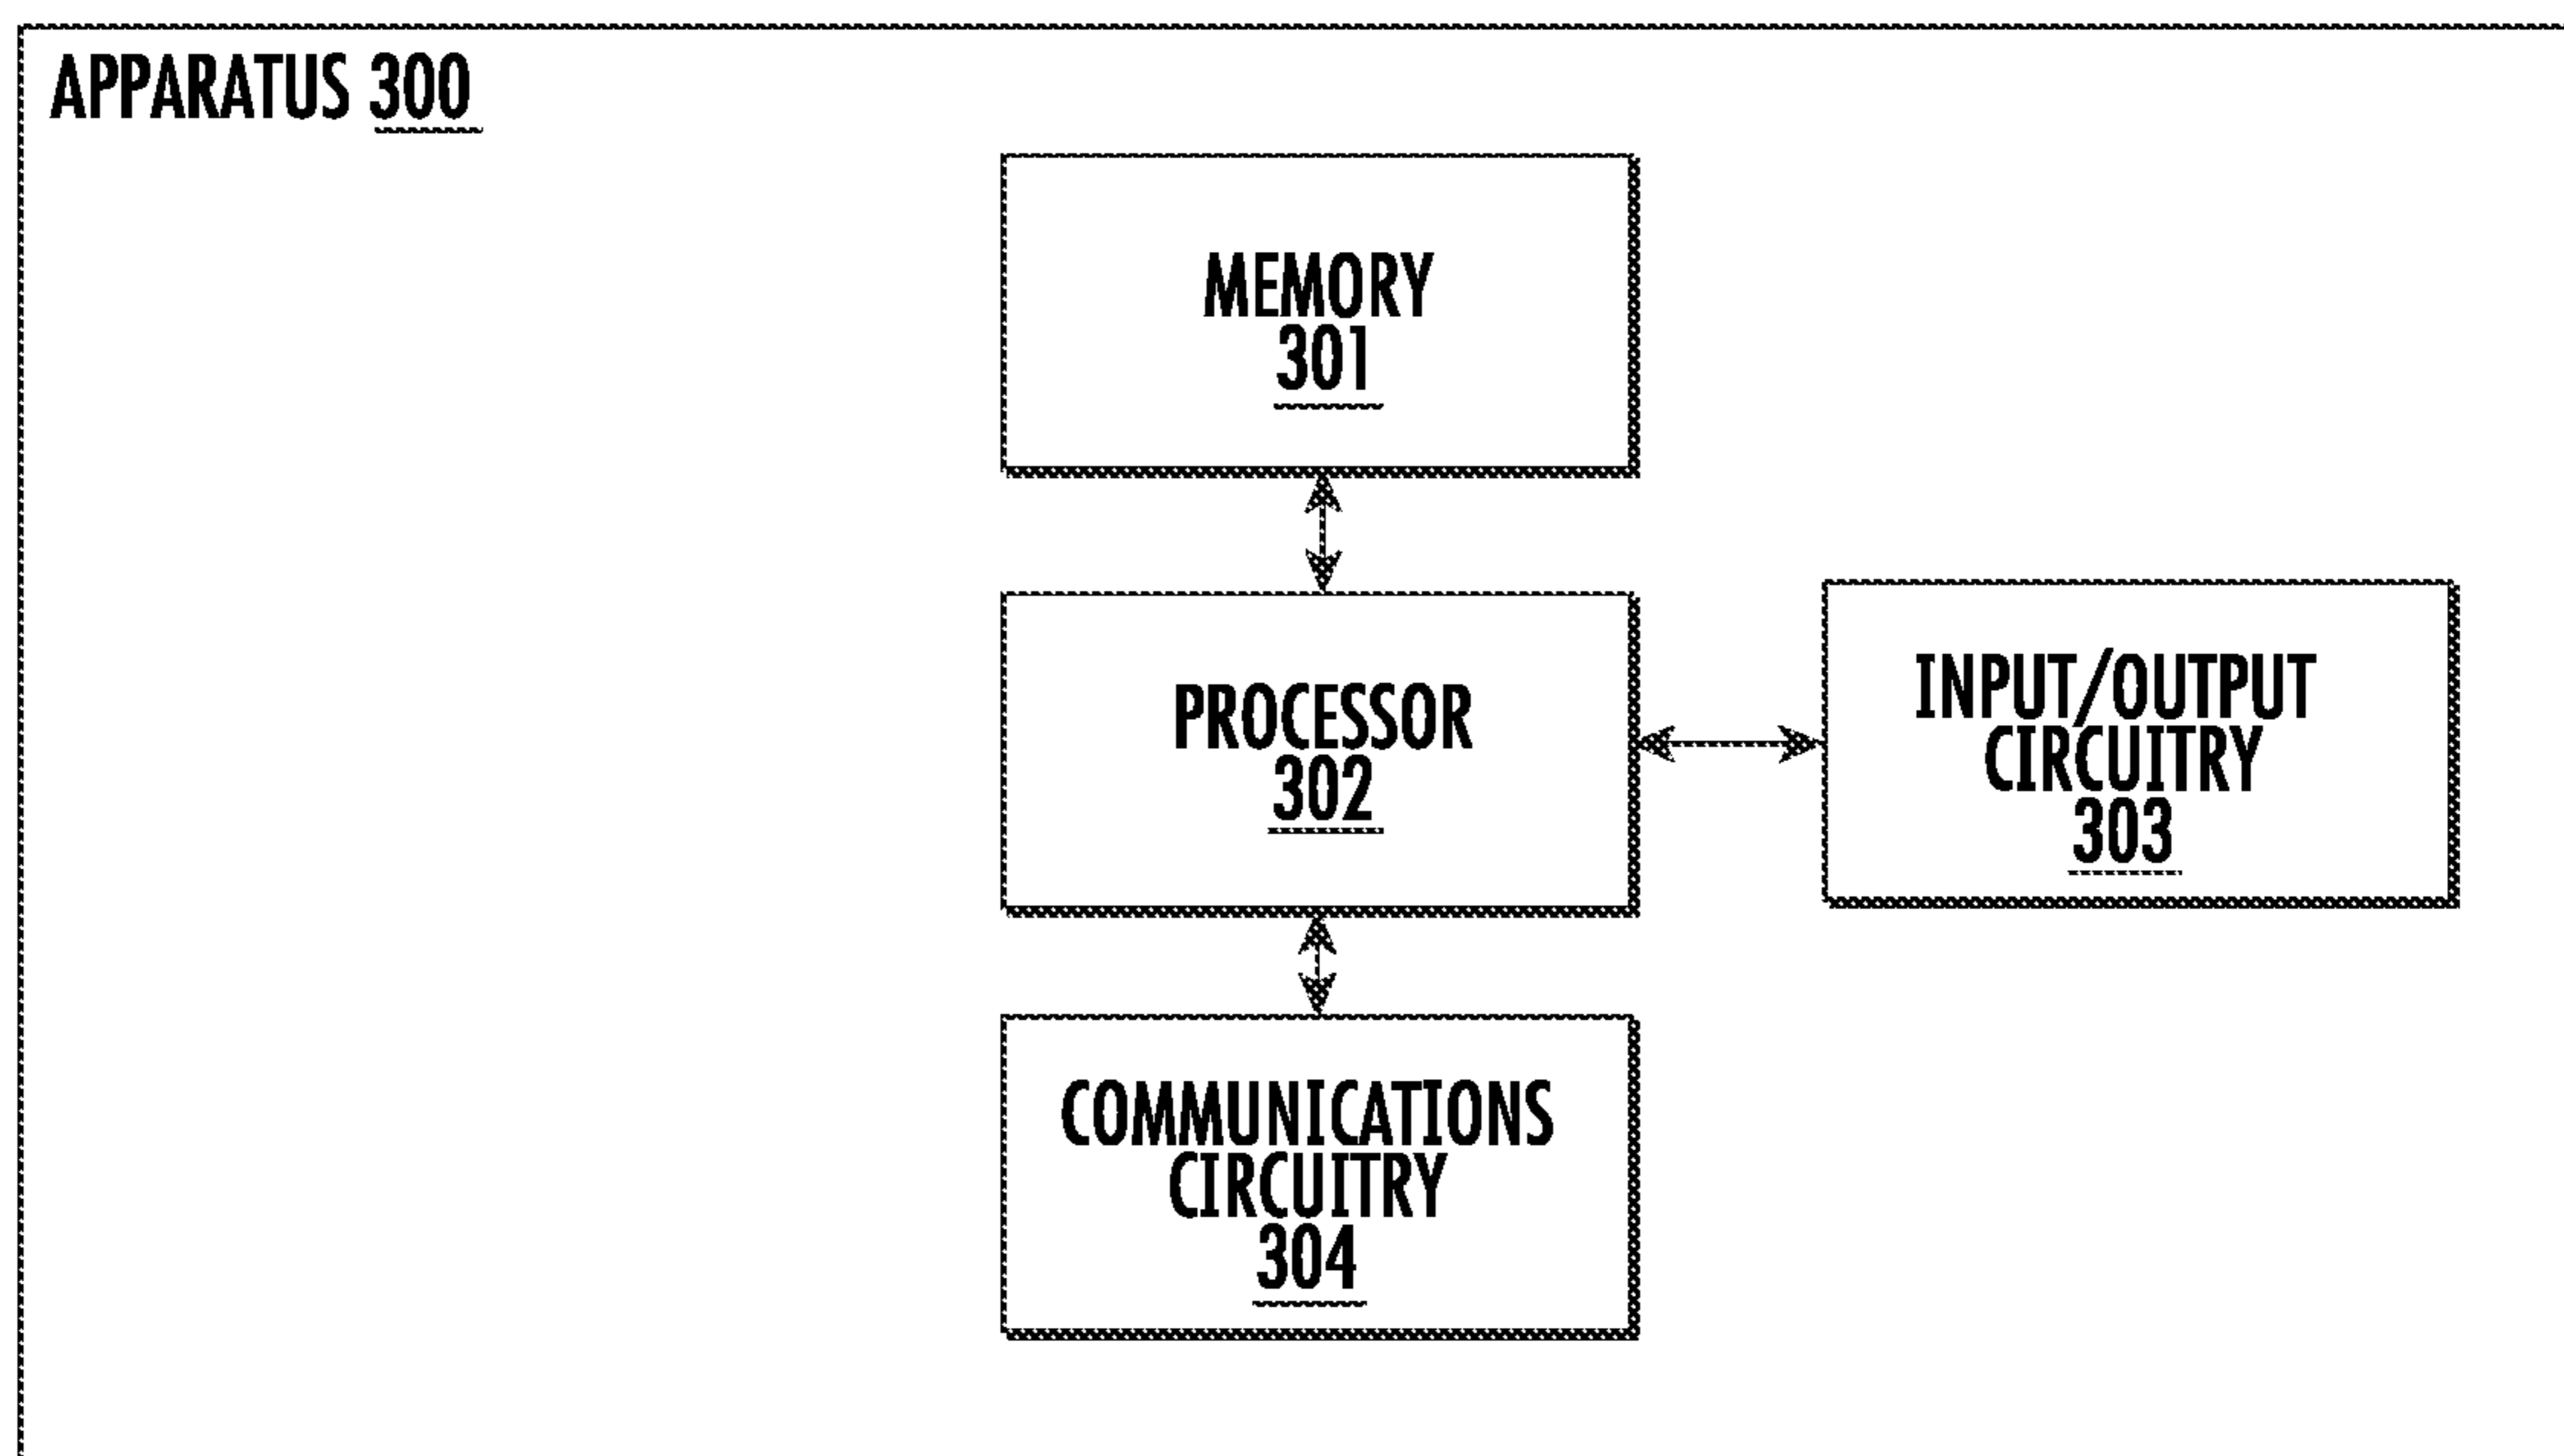 APPARATUS 300
MEMORY
301
PROCESSOR
302
INPUT/OUTPUT
CIRCUITRY
303
COMMUNICATIONS
CIRCUITRY
304